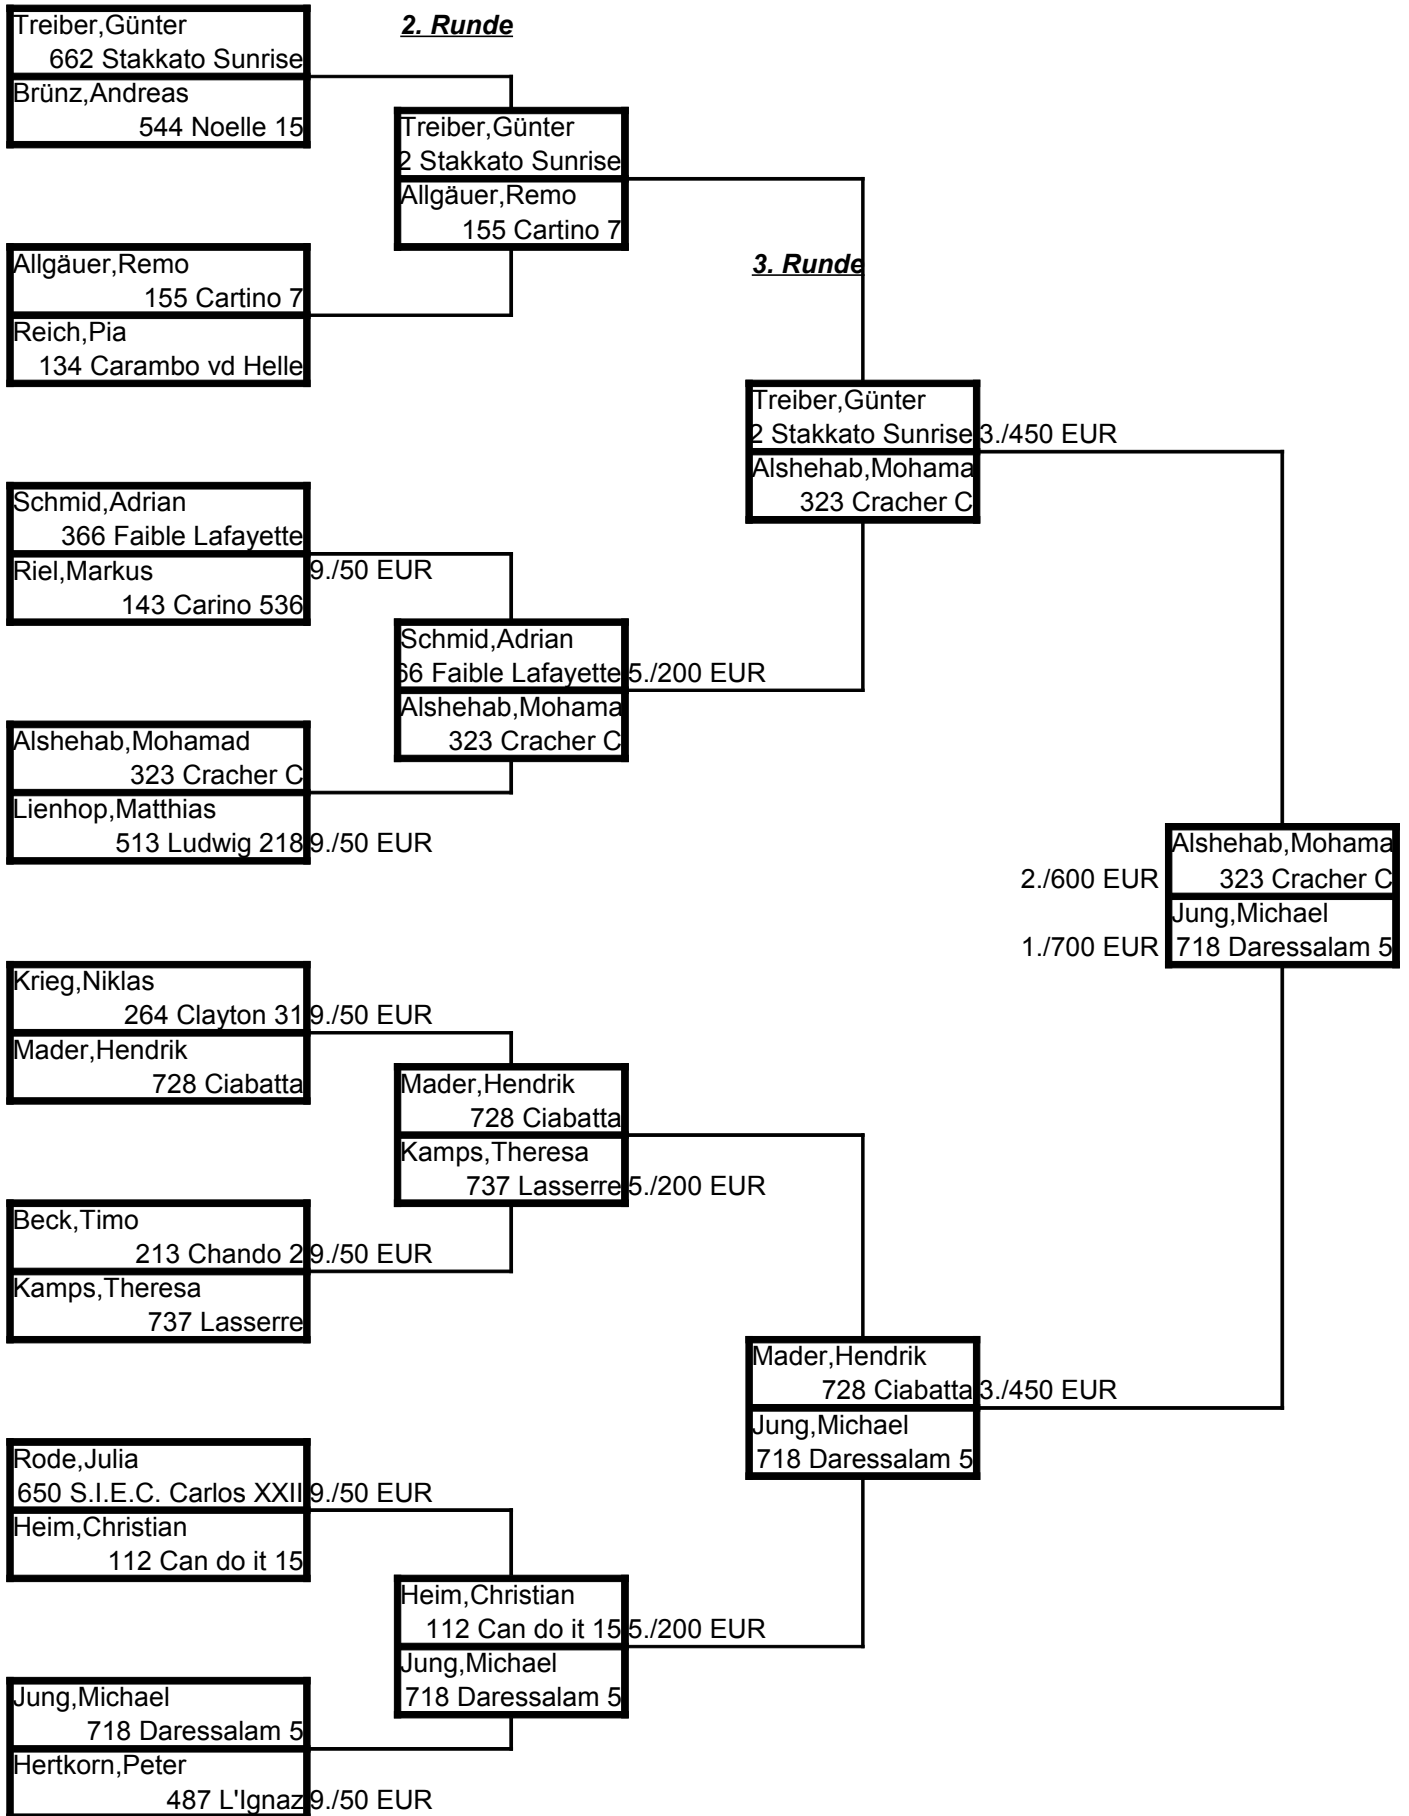 Treiber,Günter
662 Stakkato Sunrise
Brünz,Andreas
544 Noelle 15
Allgäuer,Remo
155 Cartino 7
Reich,Pia
134 Carambo vd Helle
Schmid,Adrian
366 Faible Lafayette
Riel,Markus
9./50 EUR
143 Carino 536
Alshehab,Mohamad
323 Cracher C
Lienhop,Matthias
513 Ludwig 218 9./50 EUR
Krieg,Niklas
264 Clayton 31 9./50 EUR
Mader,Hendrik
728 Ciabatta
Beck,Timo
213 Chando 2 9./50 EUR
Kamps,Theresa
737 Lasserre
Rode,Julia
650 S.I.E.C. Carlos XXII 9./50 EUR
Heim,Christian
112 Can do it 15
Jung,Michael
718 Daressalam 5
Hertkorn,Peter
487 L'Ignaz 9./50 EUR
2. Runde
Treiber,Günter
2 Stakkato Sunrise
Allgäuer,Remo
155 Cartino 7
Schmid,Adrian
66 Faible Lafayette 5./200 EUR
Alshehab,Mohama
323 Cracher C
Mader,Hendrik
728 Ciabatta
Kamps,Theresa
737 Lasserre 5./200 EUR
Heim,Christian
112 Can do it 15 5./200 EUR
Jung,Michael
718 Daressalam 5
3. Runde
Treiber,Günter
2 Stakkato Sunrise 3./450 EUR
Alshehab,Mohama
323 Cracher C
Mader,Hendrik
728 Ciabatta 3./450 EUR
Jung,Michael
718 Daressalam 5
Alshehab,Mohama
2./600 EUR 323 Cracher C
Jung,Michael
1./700 EUR 718 Daressalam 5